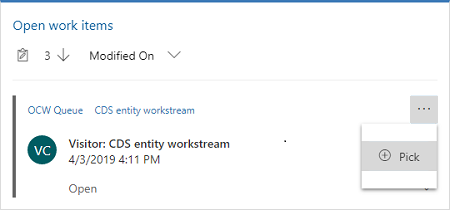 Open work items
3 Modified On
OCW Queue CDS entity workstream ...
VC Visitor: CDS entity workstream
4/3/2019 4:11 PM
Pick
Open